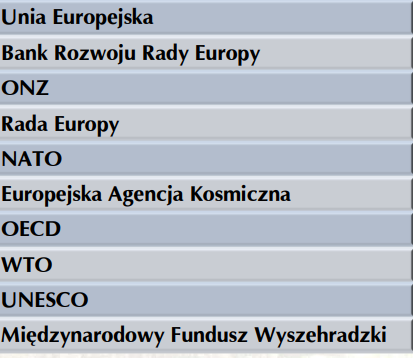 Unia Europejska
Bank Rozwoju Rady Europy
ONZ
Rada Europy
NATO
Europejska Agencja Kosmiczna
OECD
WTO
UNESCO
Międzynarodowy Fundusz Wyszehradzki